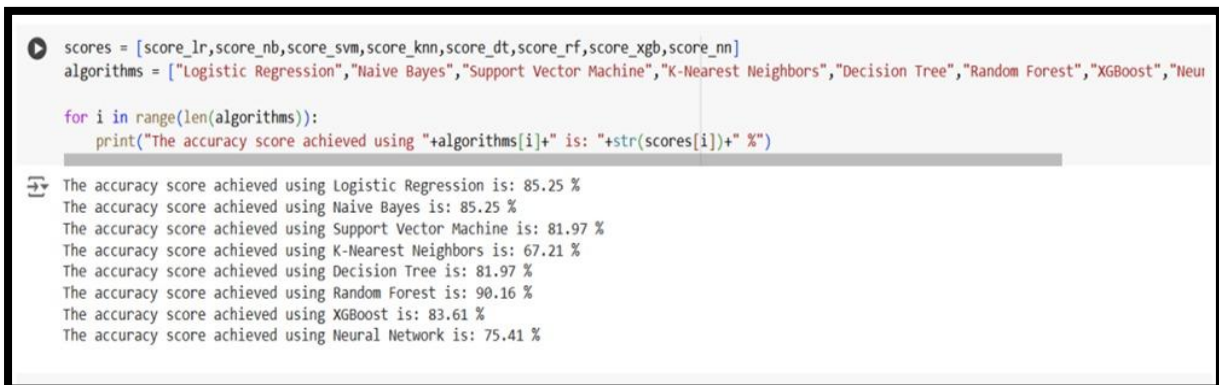 scores = [score_lr,score_nb,score_svm,score_knn,score_dt,score_rf,score_xgb,score_nn]
algorithms = ["Logistic Regression","Naive Bayes","Support Vector Machine","K-Nearest Neighbors","Decision Tree","Random Forest","XGBoost","Neur
for i in range(len(algorithms)):
    print("The accuracy score achieved using "+algorithms[i]+" is: "+str(scores[i])+" %")
The accuracy score achieved using Logistic Regression is: 85.25 %
The accuracy score achieved using Naive Bayes is: 85.25 %
The accuracy score achieved using Support Vector Machine is: 81.97 %
The accuracy score achieved using K-Nearest Neighbors is: 67.21 %
The accuracy score achieved using Decision Tree is: 81.97 %
The accuracy score achieved using Random Forest is: 90.16 %
The accuracy score achieved using XGBoost is: 83.61 %
The accuracy score achieved using Neural Network is: 75.41 %